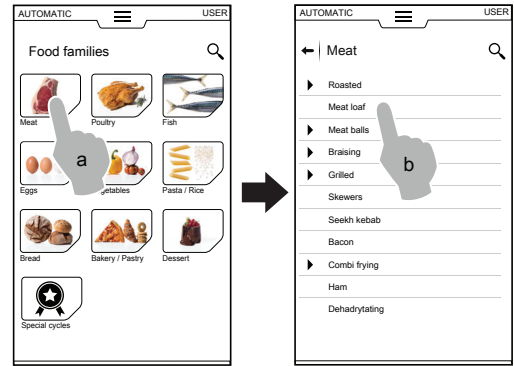 AUTOMATIC USER
Food families
Meat Poultry Fish
a
Eggs getables Pasta / Rice
Bread Bakery / Pastry Dessert
Special cycles
AUTOMATIC USER
Meat
Roasted
Meat loaf
Meat balls
Braising
b
Grilled
Skewers
Seekh kebab
Bacon
Combi frying
Ham
Dehadrytating